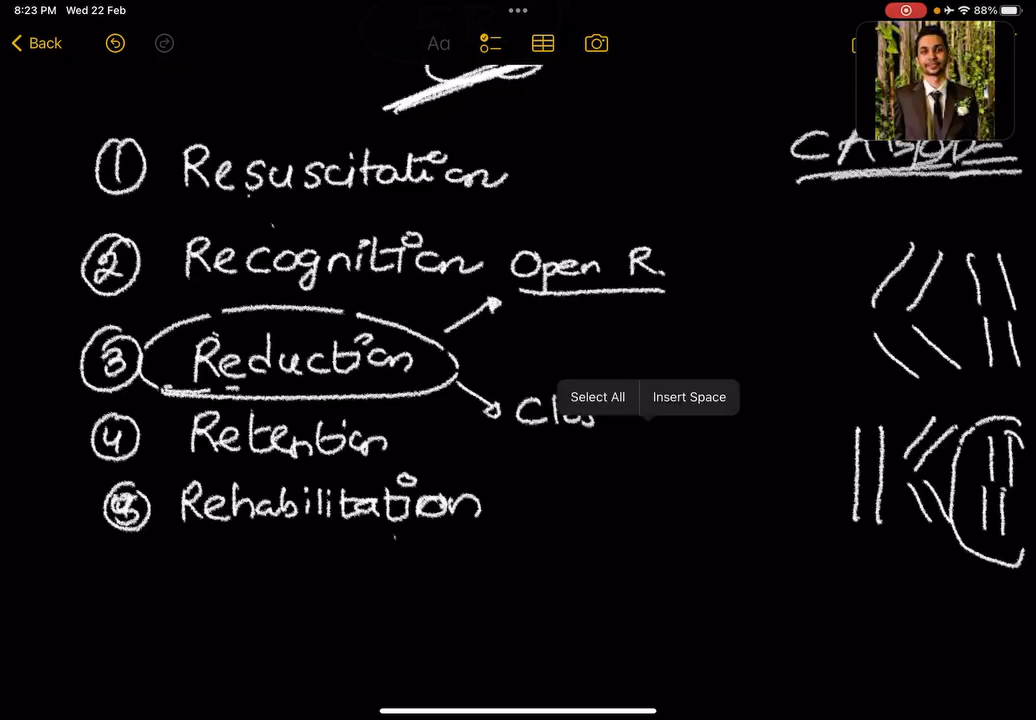 8:23 PM Wed 22 Feb
88%
Back
Aa
① Resuscitation
② Recognition
Open R.
③ Reduction
Select All Insert Space
Clos
④ Retention
⑤ Rehabilitation